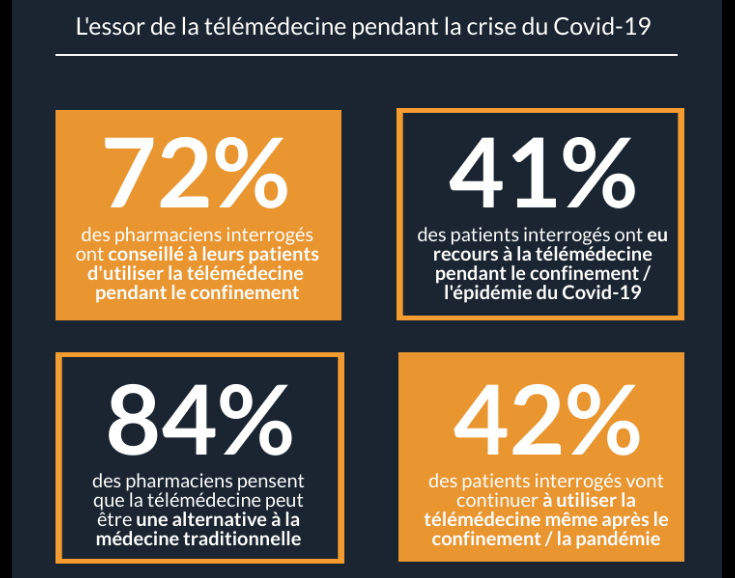 L'essor de la télémédecine pendant la crise du Covid-19
72%
des pharmaciens interrogés
ont conseillé à leurs patients
d'utiliser la télémédecine
pendant le confinement
41%
des patients interrogés ont eu
recours à la télémédecine
pendant le confinement /
l'épidémie du Covid-19
84%
des pharmaciens pensent
que la télémédecine peut
être une alternative à la
médecine traditionnelle
42%
des patients interrogés vont
continuer à utiliser la
télémédecine même après le
confinement / la pandémie